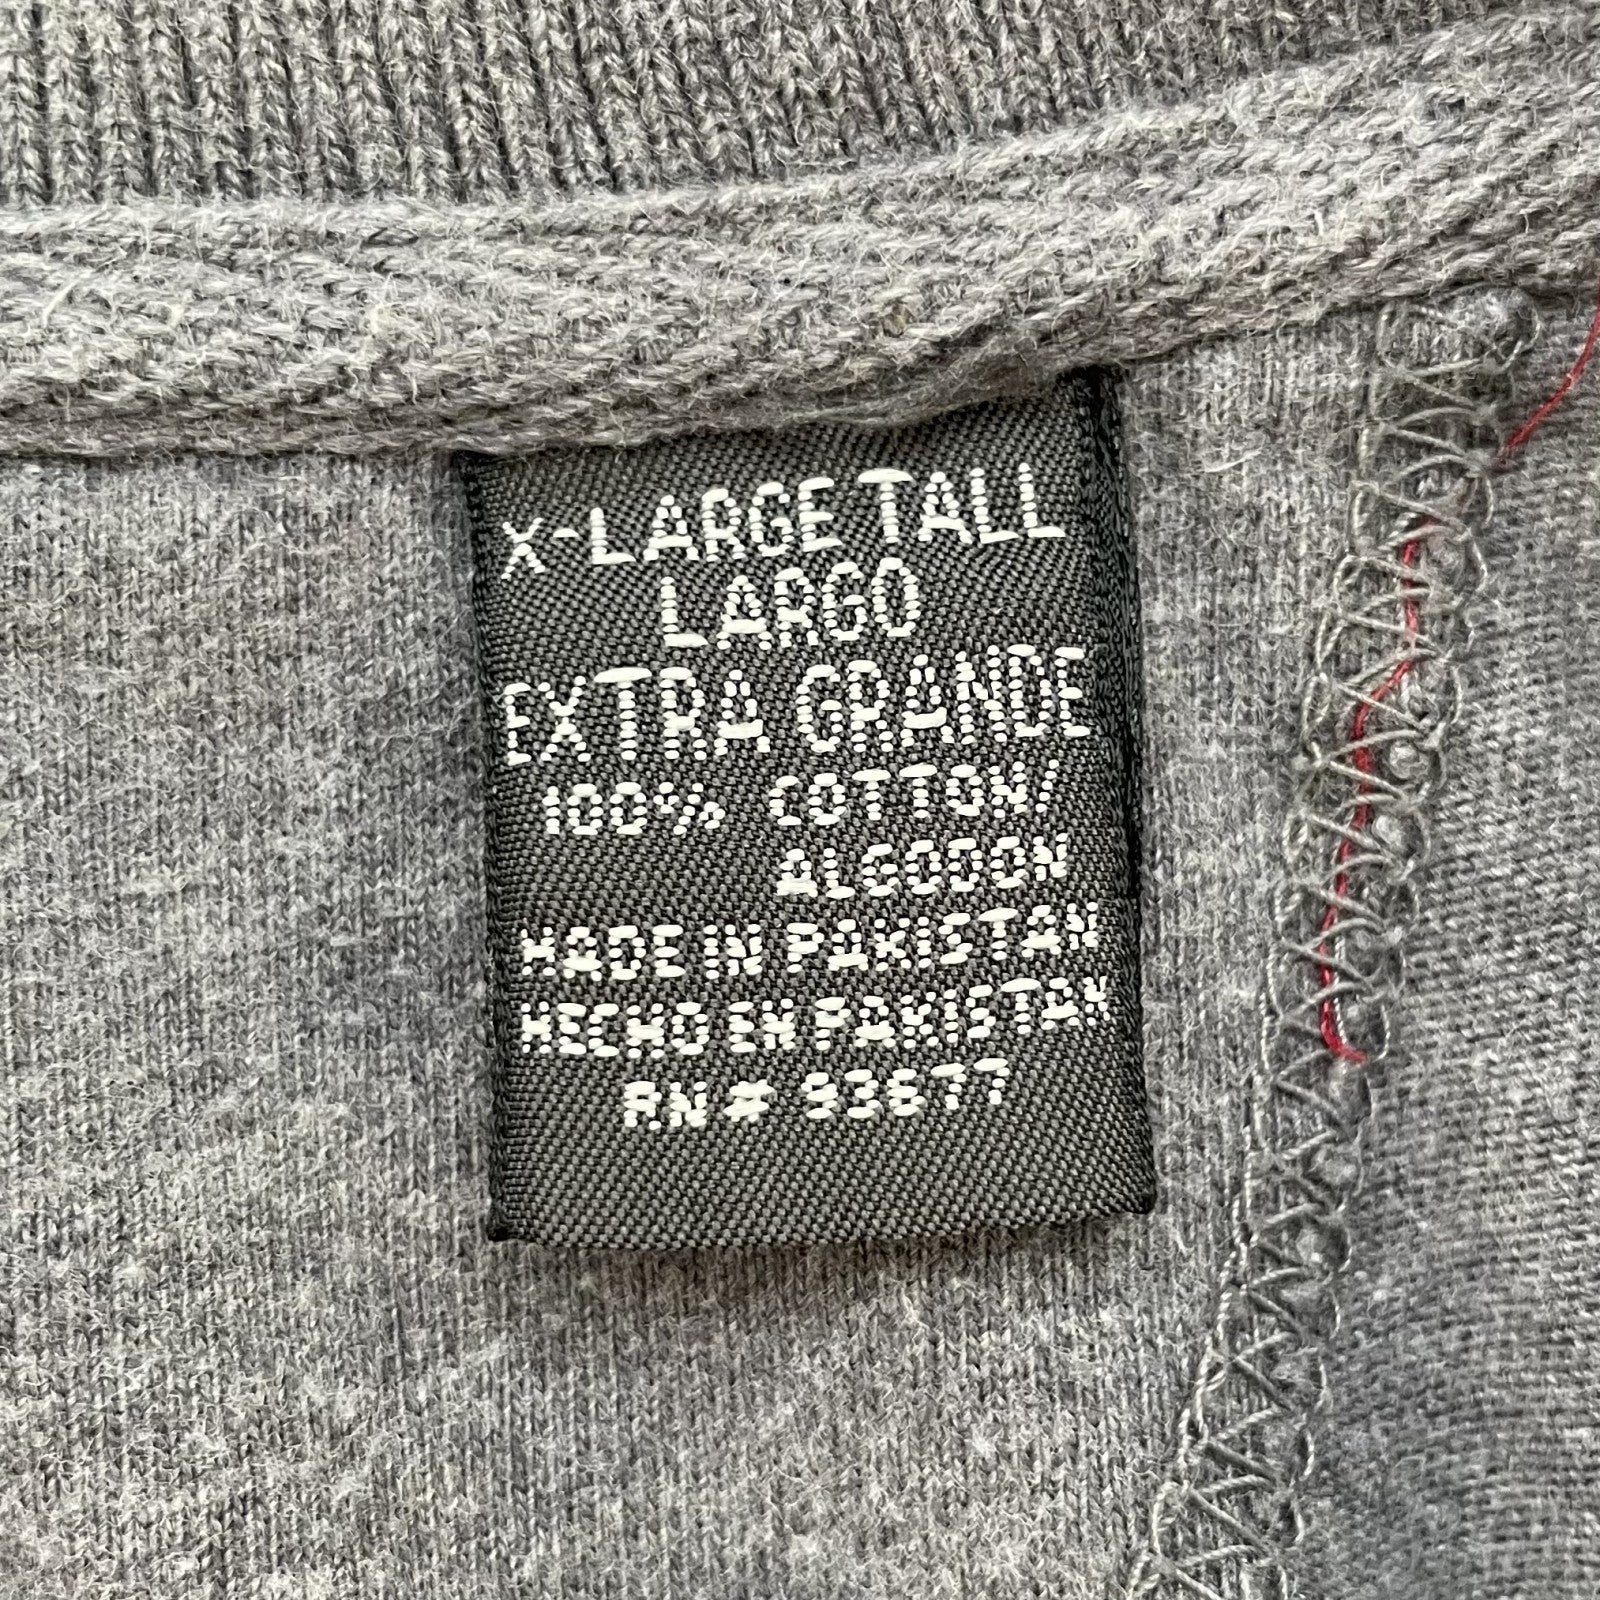 X-LARGE TALL
LARGO
EXTRA GRANDE
100% COTTON/
ALGODON
MADE IN PAKISTAN
HECHO EN PAKISTAN
RN # 93677